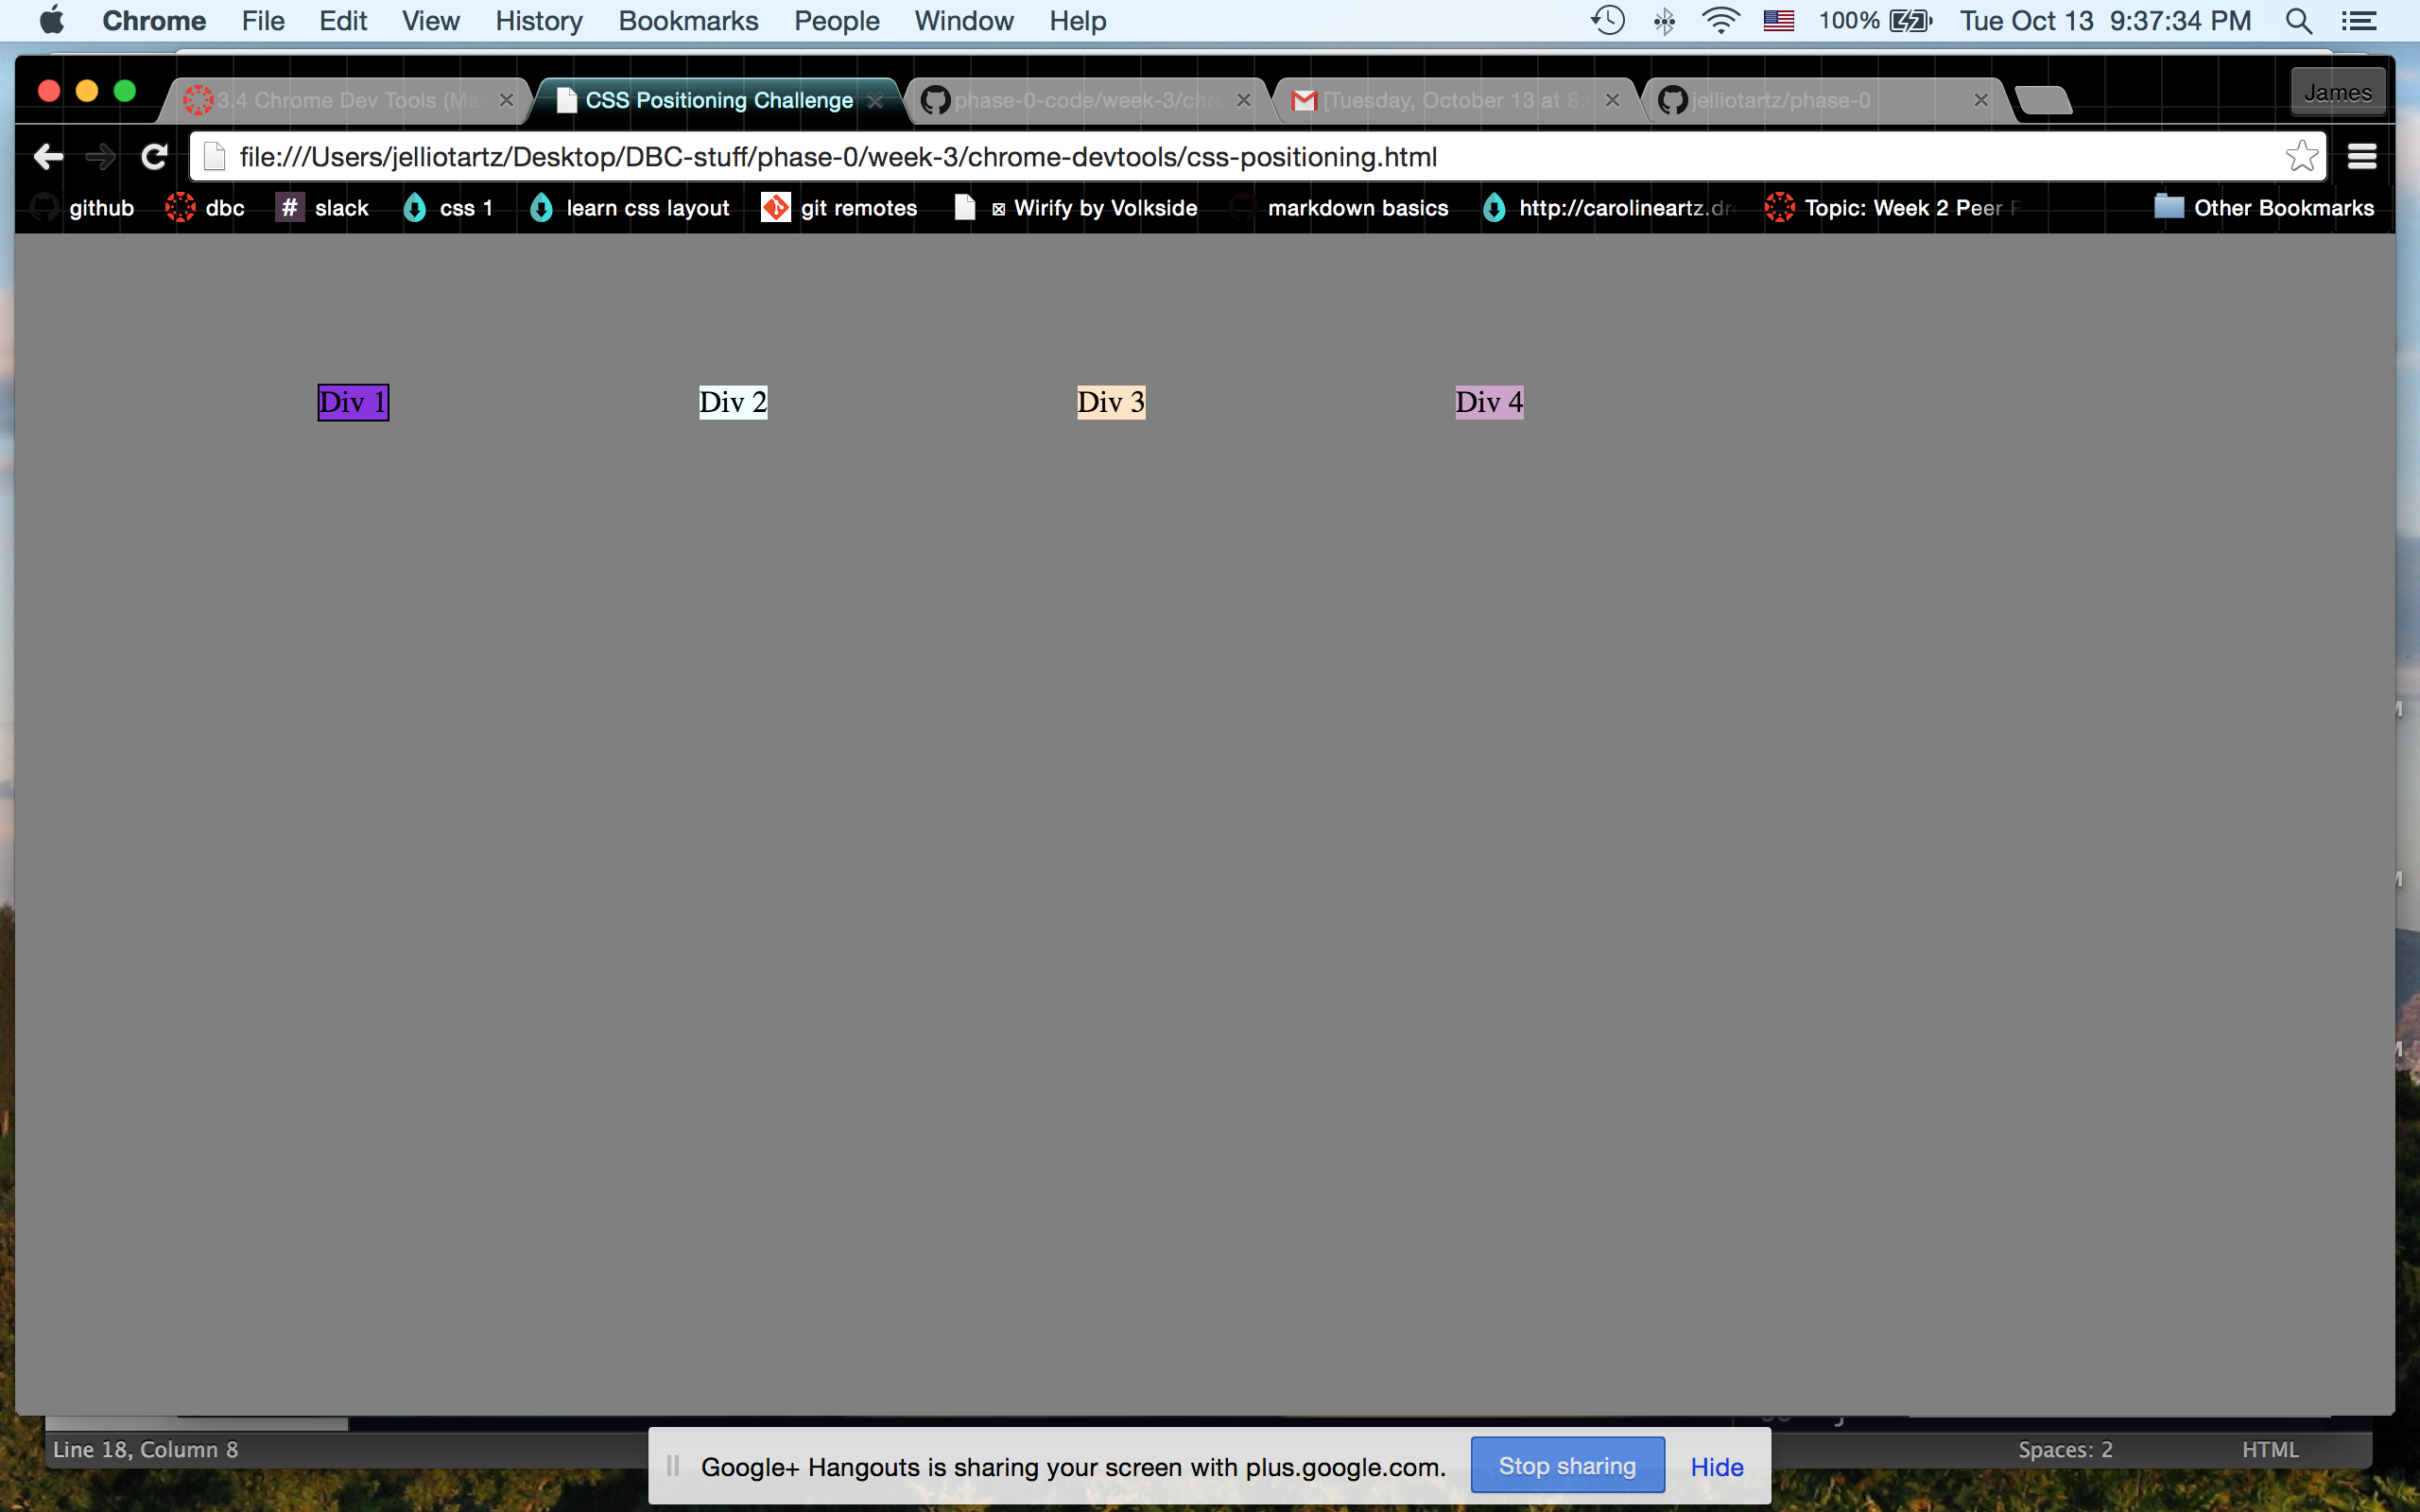 Chrome File Edit View History Bookmarks People Window Help 100% Tue Oct 13 9:37:34 PM
3.4 Chrome Dev Tools (Ma CSS Positioning Challenge phase-0-code/week-3/chr [Tuesday, October 13 at 8: jelliotartz/phase-0 James
file:///Users/jelliotartz/Desktop/DBC-stuff/phase-0/week-3/chrome-devtools/css-positioning.html
github dbc # slack css 1 learn css layout git remotes Wirify by Volkside markdown basics http://carolineartz.dr Topic: Week 2 Peer P Other Bookmarks
Div 1 Div 2 Div 3 Div 4
Line 18, Column 8 Spaces: 2 HTML
Google+ Hangouts is sharing your screen with plus.google.com. Stop sharing Hide